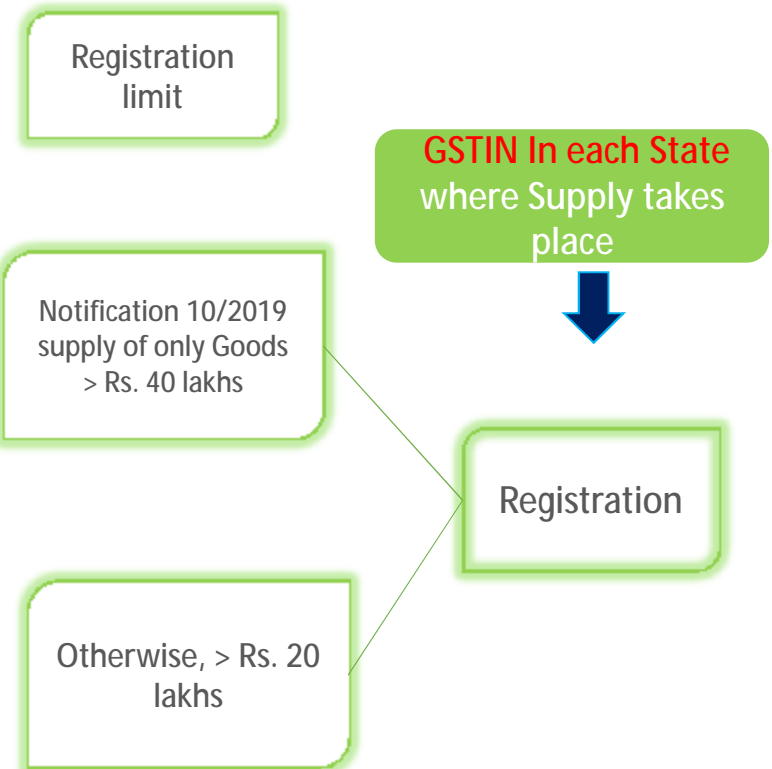 Registration
limit
GSTIN In each State
where Supply takes
place
Notification 10/2019
supply of only Goods
> Rs. 40 lakhs
Registration
Otherwise, > Rs. 20
lakhs